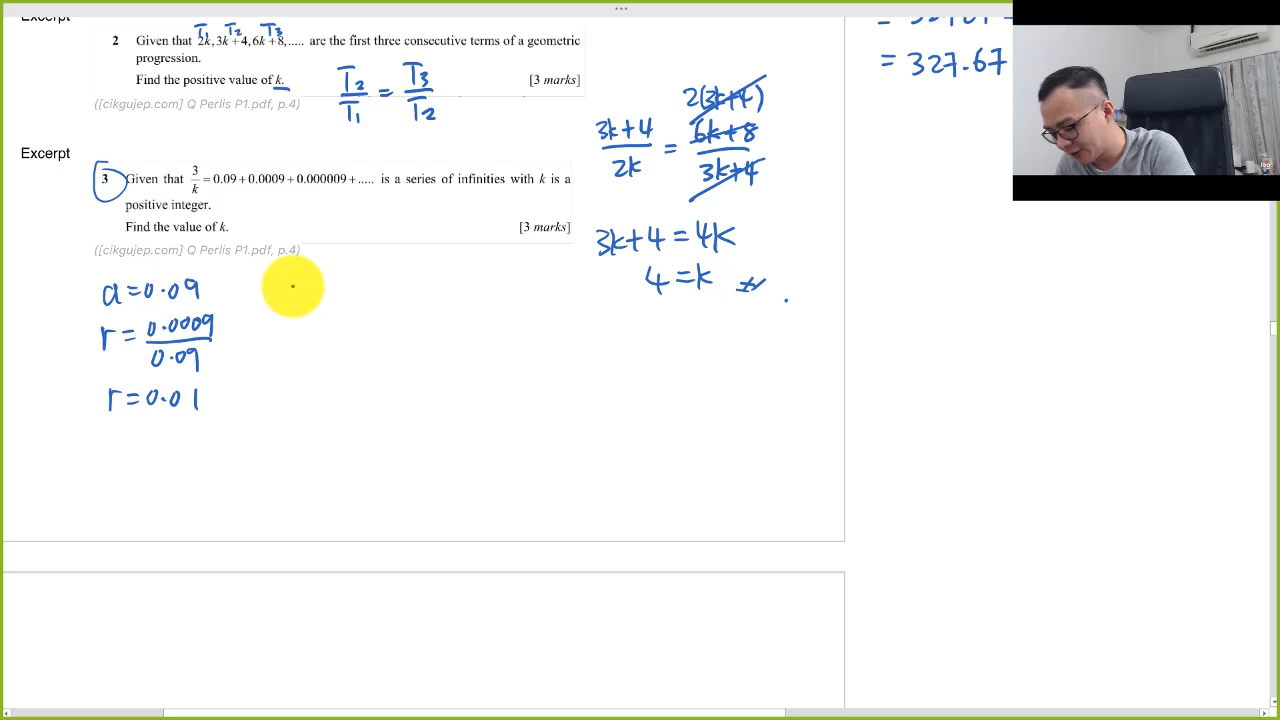 Excerpt
T1 T2 T3
2 Given that 2k, 3k + 4, 6k + 8, ..... are the first three consecutive terms of a geometric
progression.
Find the positive value of k. [3 marks]
([cikgujep.com] Q Perlis P1.pdf, p.4)
T2/T1 = T3/T2
2(3k+4)
3k+4/2k = 6k+8/3k+4
3k+4 = 4k
4 = k
Excerpt
3 Given that 3/k = 0.09 + 0.0009 + 0.000009 + ..... is a series of infinities with k is a
positive integer.
Find the value of k. [3 marks]
([cikgujep.com] Q Perlis P1.pdf, p.4)
a = 0.09
r = 0.0009/0.09
r = 0.01
= 327.67